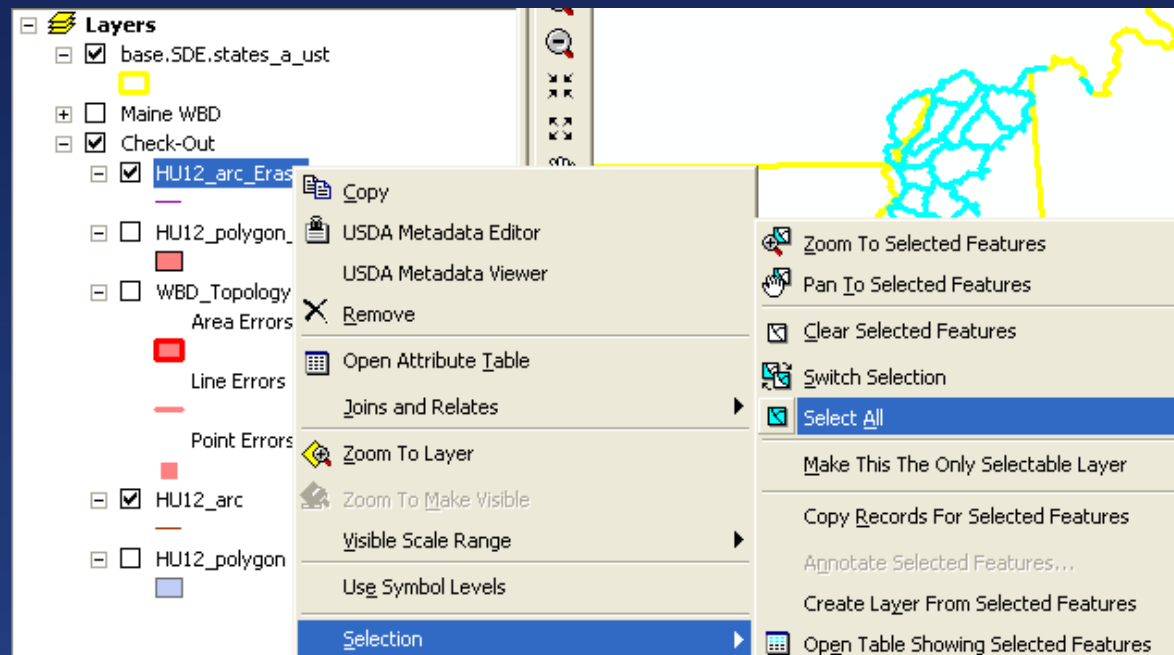 Layers
base.SDE.states_a_ust
Maine WBD
Check-Out
HU12_arc_Eras
HU12_polygon_
WBD_Topology
Area Errors
Line Errors
Point Errors
HU12_arc
HU12_polygon
Copy
USDA Metadata Editor
USDA Metadata Viewer
Remove
Open Attribute Table
Joins and Relates
Zoom To Layer
Zoom To Make Visible
Visible Scale Range
Use Symbol Levels
Selection
Zoom To Selected Features
Pan To Selected Features
Clear Selected Features
Switch Selection
Select All
Make This The Only Selectable Layer
Copy Records For Selected Features
Annotate Selected Features...
Create Layer From Selected Features
Open Table Showing Selected Features